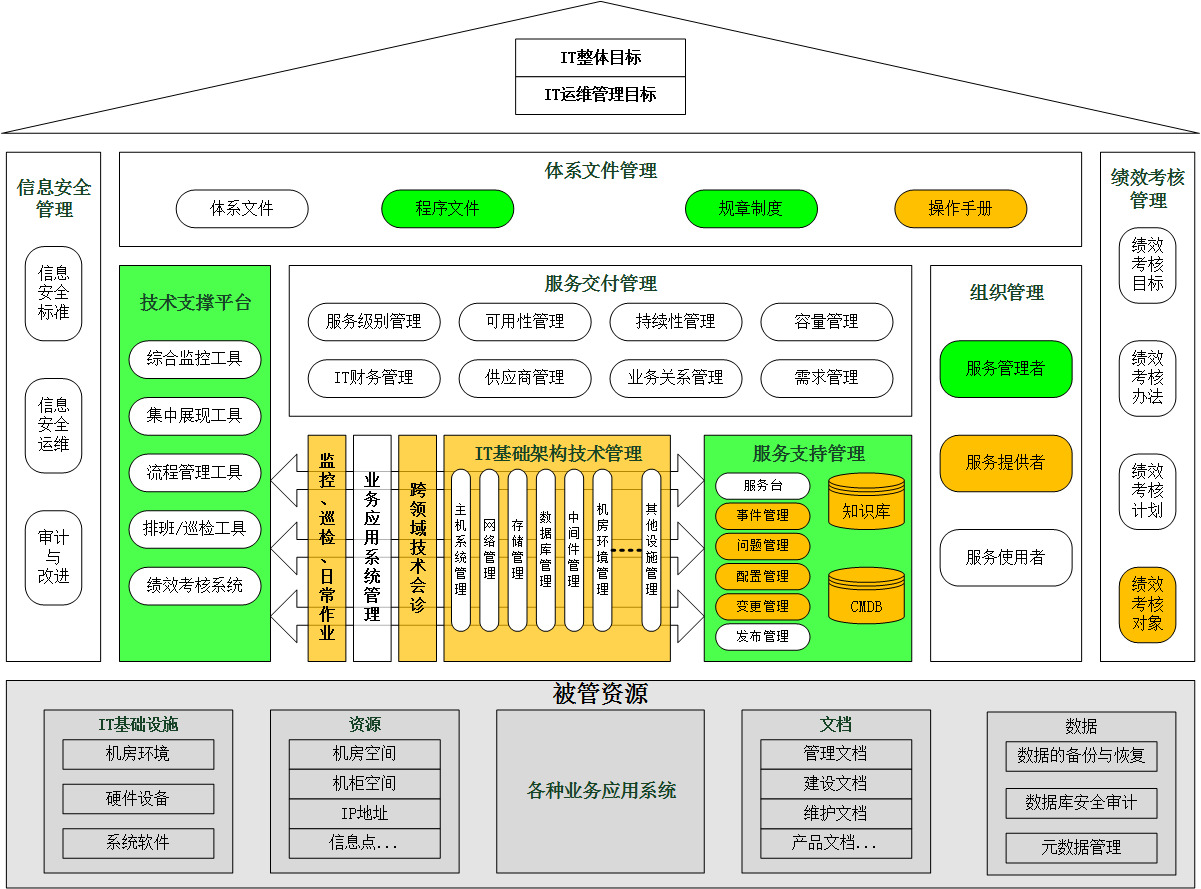 IT整体目标
IT运维管理目标
信息安全
管理
信息
安全
标准
信息
安全
运维
审计
与
改进
体系文件管理
体系文件
程序文件
规章制度
操作手册
绩效考核
管理
绩效
考核
目标
绩效
考核
办法
绩效
考核
计划
绩效
考核
对象
技术支撑平台
综合监控工具
集中展现工具
流程管理工具
排班/巡检工具
绩效考核系统
服务交付管理
服务级别管理
可用性管理
持续性管理
容量管理
IT财务管理
供应商管理
业务关系管理
需求管理
组织管理
服务管理者
服务提供者
服务使用者
监控、巡检、日常作业
业务应用系统管理
跨领域技术会诊
IT基础架构技术管理
主机系统管理
网络管理
存储管理
数据库管理
中间件管理
机房环境管理
其他设施管理
服务支持管理
服务台
事件管理
问题管理
配置管理
变更管理
发布管理
知识库
CMDB
被管资源
IT基础设施
机房环境
硬件设备
系统软件
资源
机房空间
机柜空间
IP地址
信息点...
各种业务应用系统
文档
管理文档
建设文档
维护文档
产品文档...
数据
数据的备份与恢复
数据库安全审计
元数据管理